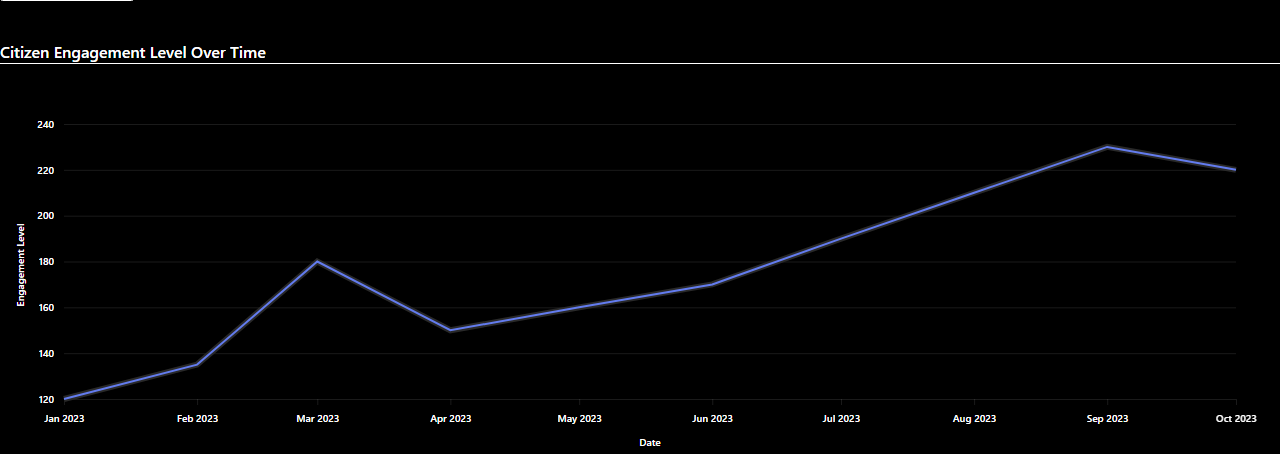 Citizen Engagement Level Over Time
240
220
200
180
160
140
120
Engagement Level
Jan 2023 Feb 2023 Mar 2023 Apr 2023 May 2023 Jun 2023 Jul 2023 Aug 2023 Sep 2023 Oct 2023
Date